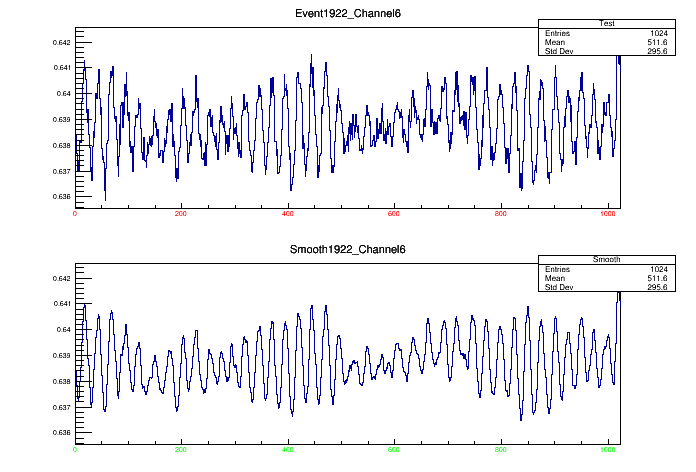 Event1922_Channel6
Test
Entries 1024
Mean 511.6
Std Dev 295.6
0.642
0.641
0.64
0.639
0.638
0.637
0.636
0 200 400 600 800 1000
Smooth1922_Channel6
Smooth
Entries 1024
Mean 511.6
Std Dev 295.6
0.642
0.641
0.64
0.639
0.638
0.637
0.636
0 200 400 600 800 1000